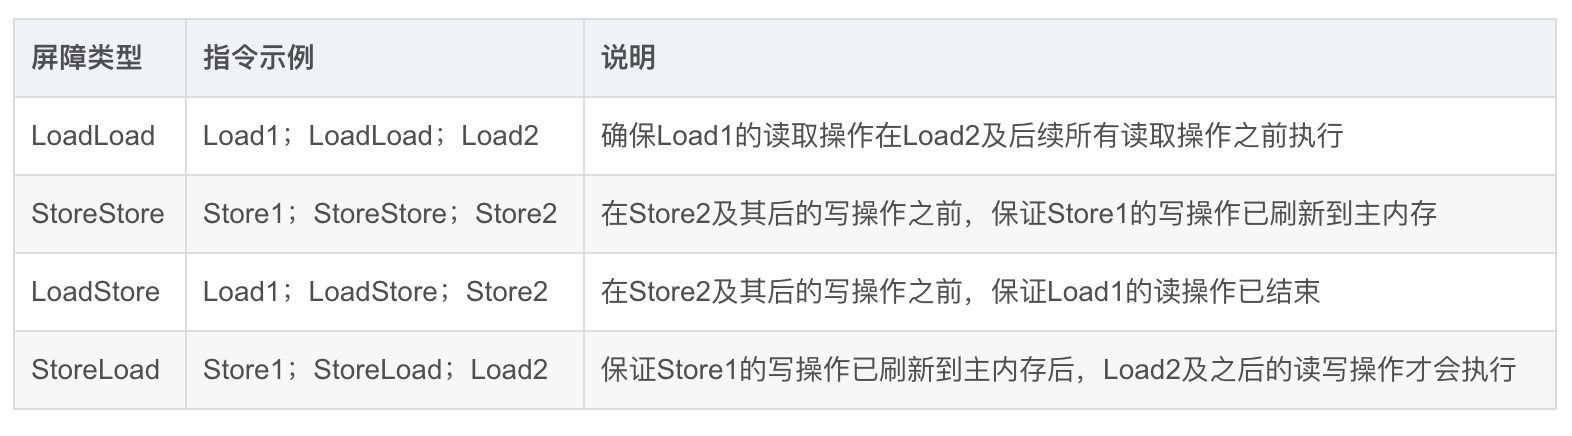 屏障类型 指令示例 说明
LoadLoad Load1；LoadLoad；Load2 确保Load1的读取操作在Load2及后续所有读取操作之前执行
StoreStore Store1；StoreStore；Store2 在Store2及其后的写操作之前，保证Store1的写操作已刷新到主内存
LoadStore Load1；LoadStore；Store2 在Store2及其后的写操作之前，保证Load1的读操作已结束
StoreLoad Store1；StoreLoad；Load2 保证Store1的写操作已刷新到主内存后，Load2及之后的读写操作才会执行